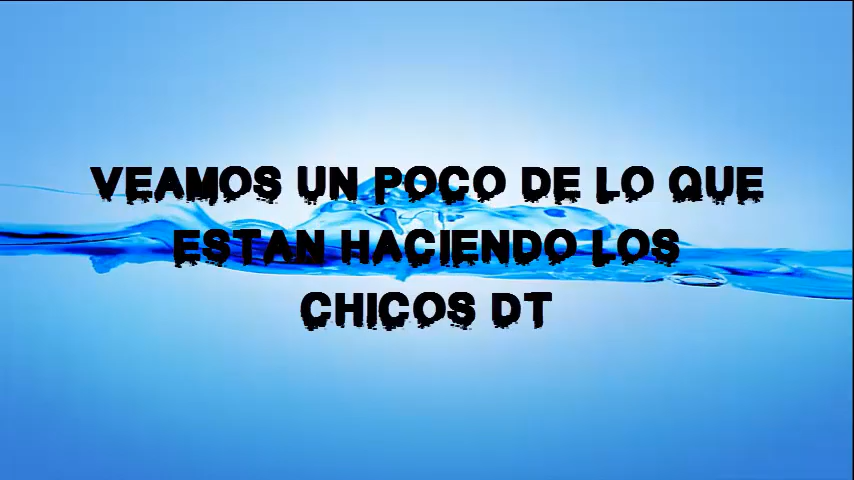 VEAMOS UN POCO DE LO QUE
ESTAN HACIENDO LOS
CHICOS DT